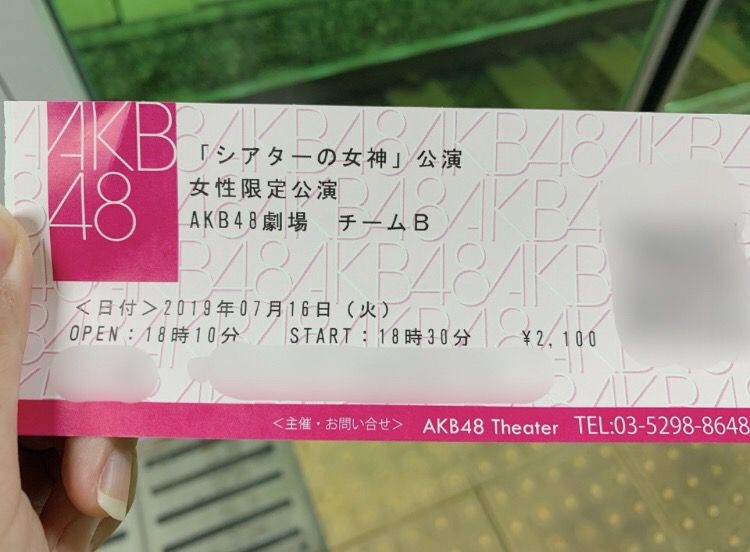 AKB
48
「シアターの女神」公演
女性限定公演
AKB48劇場 チームB
＜日付＞2019年07月16日（火）
OPEN：18時10分 START：18時30分 ¥2,100
＜主催・お問い合せ＞ AKB48 Theater TEL:03-5298-8648